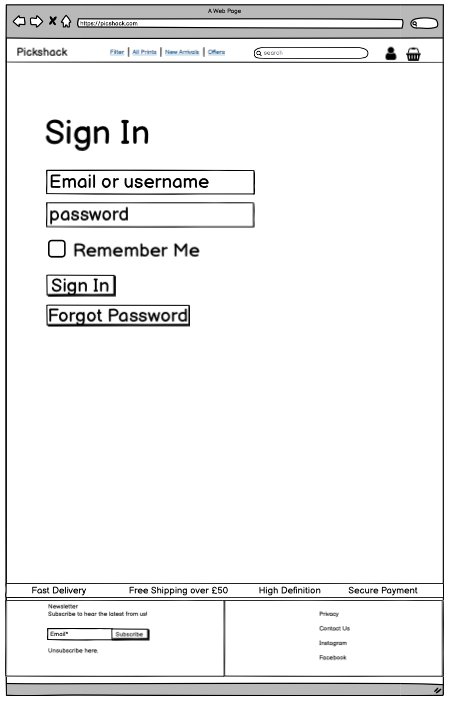 A Web Page
https://picshack.com
Pickshack
Filter | All Prints | New Arrivals | Offers
search
Sign In
Email or username
password
Remember Me
Sign In
Forgot Password
Fast Delivery Free Shipping over £50 High Definition Secure Payment
Newsletter
Subscribe to hear the latest from us!
Email* Subscribe
Unsubscribe here.
Privacy
Contact Us
Instagram
Facebook